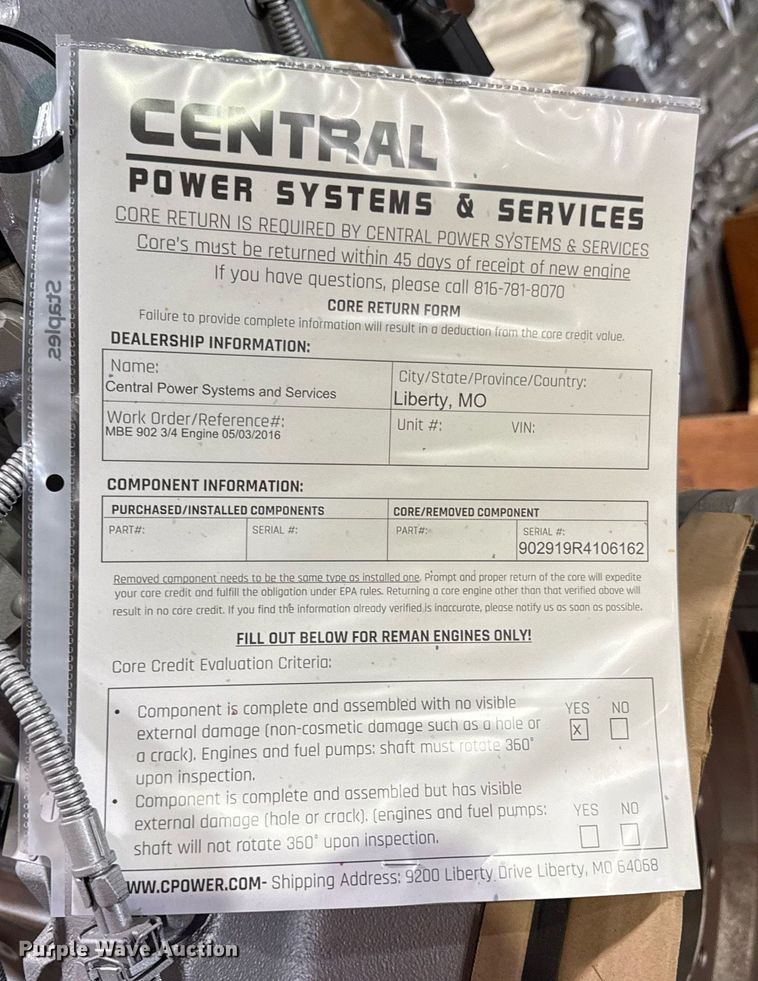 CENTRAL
POWER SYSTEMS & SERVICES
CORE RETURN IS REQUIRED BY CENTRAL POWER SYSTEMS & SERVICES
Core's must be returned within 45 days of receipt of new engine
If you have questions, please call 816-781-8070
CORE RETURN FORM
Failure to provide complete information will result in a deduction from the core credit value.
DEALERSHIP INFORMATION:
Name:
Central Power Systems and Services
City/State/Province/Country:
Liberty, MO
Work Order/Reference#:
MBE 902 3/4 Engine 05/03/2016
Unit #: VIN:
COMPONENT INFORMATION:
PURCHASED/INSTALLED COMPONENTS CORE/REMOVED COMPONENT
PART#: SERIAL #: PART#: SERIAL #:
902919R4106162
Removed component needs to be the same type as installed one. Prompt and proper return of the core will expedite
your core credit and fulfill the obligation under EPA rules. Returning a core engine other than that verified above will
result in no core credit. If you find the information already verified is inaccurate, please notify us as soon as possible.
FILL OUT BELOW FOR REMAN ENGINES ONLY!
Core Credit Evaluation Criteria:
• Component is complete and assembled with no visible
external damage (non-cosmetic damage such as a hole or
a crack). Engines and fuel pumps: shaft must rotate 360°
upon inspection.
YES NO
X
• Component is complete and assembled but has visible
external damage (hole or crack). (engines and fuel pumps:
shaft will not rotate 360° upon inspection.
YES NO
WW.CPOWER.COM- Shipping Address: 9200 Liberty Drive Liberty, MO 64068
Staples
Purple Wave Auction